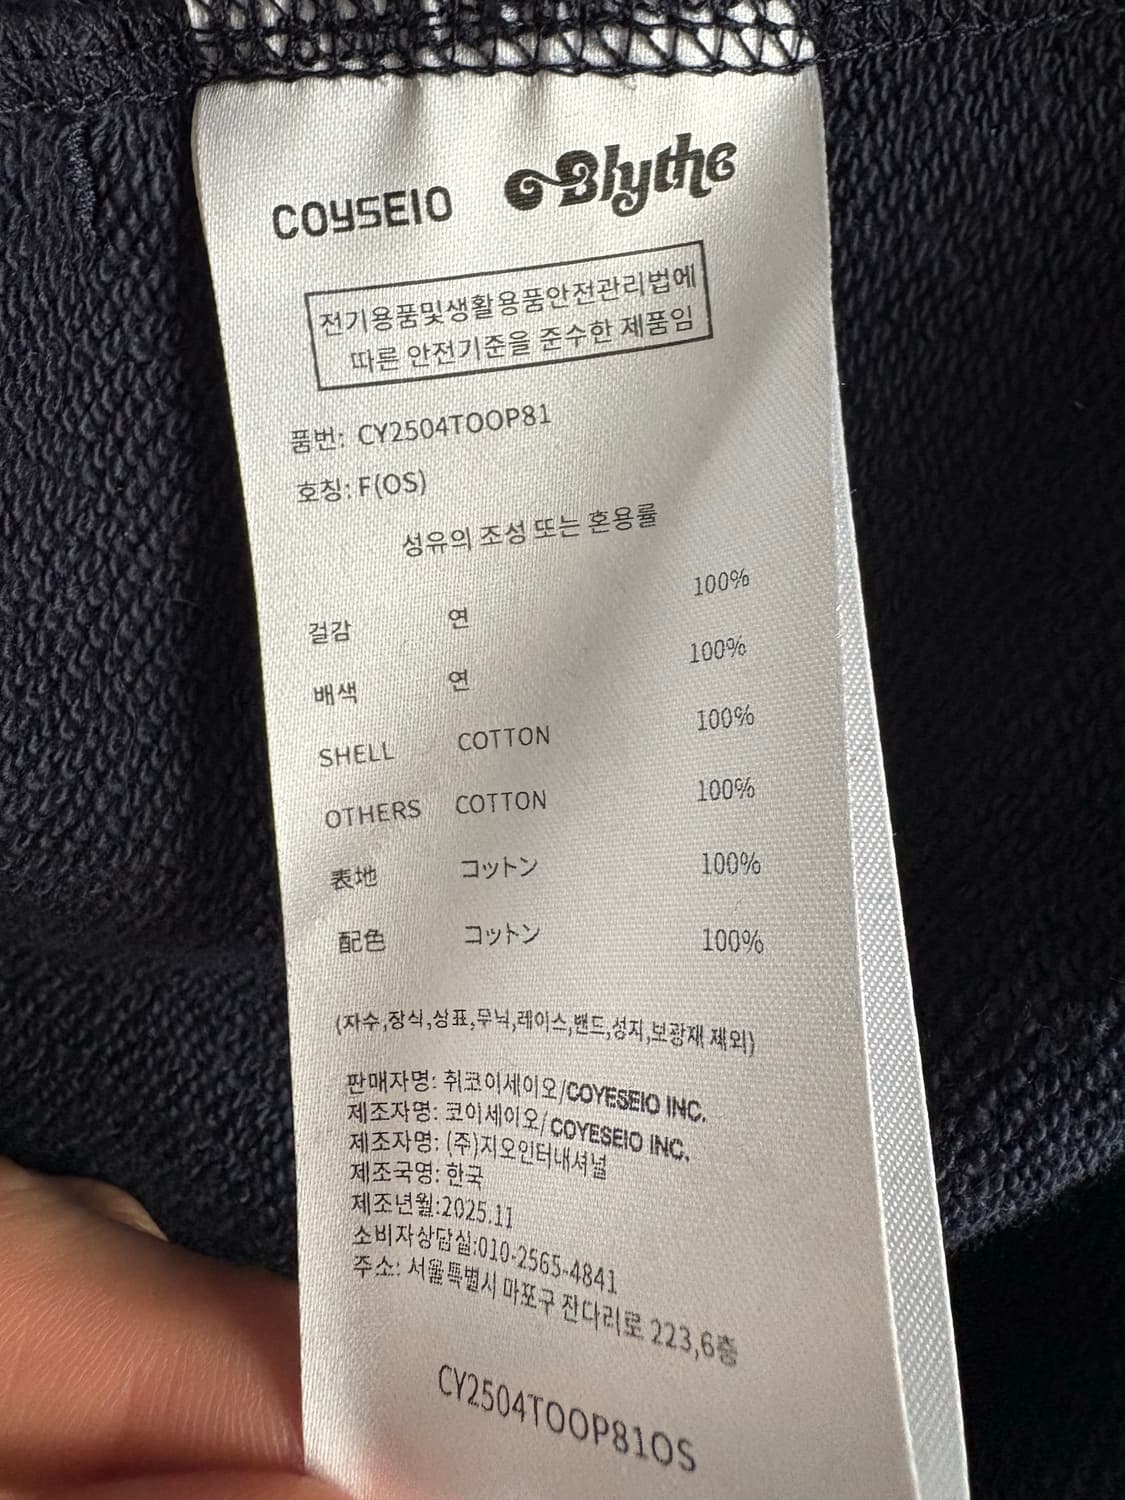 COYSEIO Blythe
전기용품및생활용품안전관리법에
따른 안전기준을 준수한 제품임
품번: CY2504TOOP81
호칭: F(OS)
성유의 조성 또는 혼용률
걸감 연 100%
배색 연 100%
SHELL COTTON 100%
OTHERS COTTON 100%
表地 コットン 100%
配色 コットン 100%
(자수,장식,상표,무늬,레이스,밴드,성지,보광재 제외)
판매자명: 취코이세이오/COYESEIO INC.
제조자명: 코이세이오/COYESEIO INC.
제조자명: (주)지오인터내셔널
제조국명: 한국
제조년월:2025.11
소비자상담실:010-2565-4841
주소: 서울특별시 마포구 잔다리로 223,6층
CY2504TOOP81OS